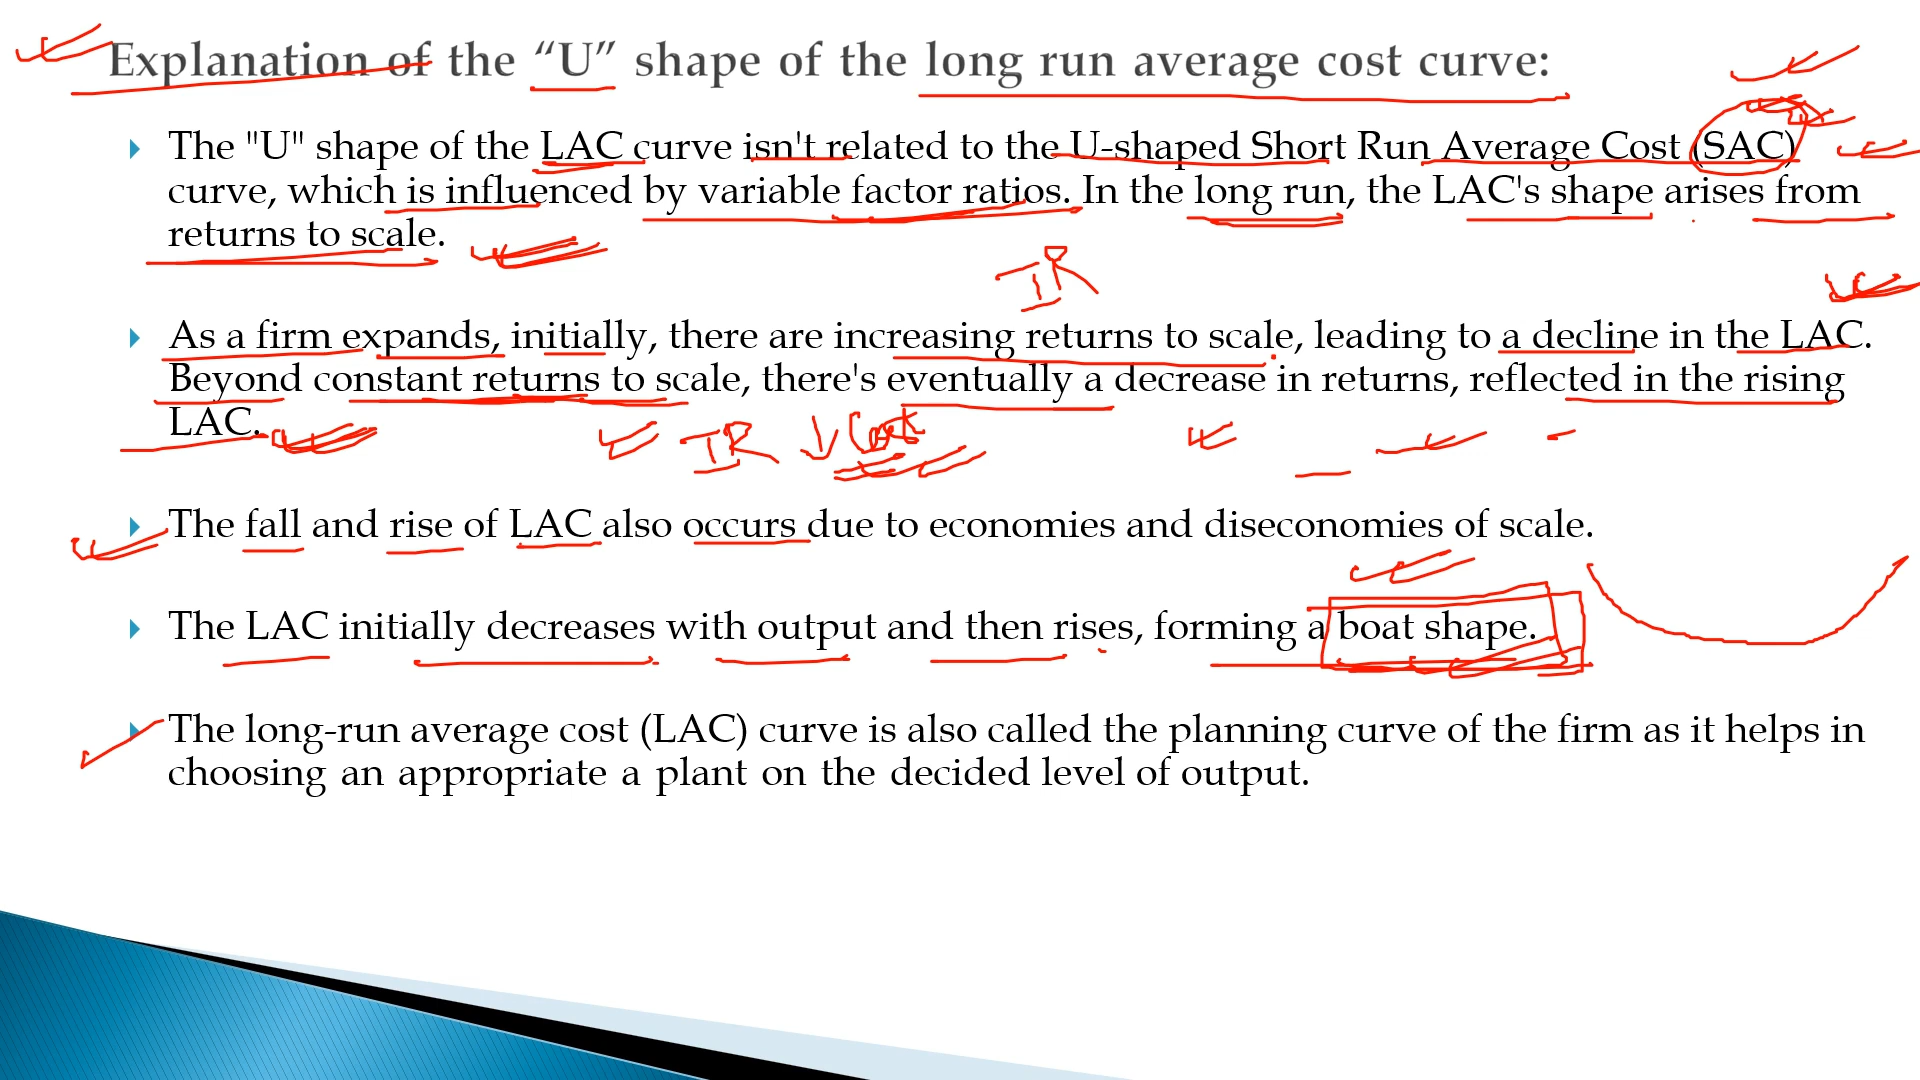 Explanation of the “U” shape of the long run average cost curve:
The "U" shape of the LAC curve isn't related to the U-shaped Short Run Average Cost (SAC)
curve, which is influenced by variable factor ratios. In the long run, the LAC's shape arises from
returns to scale.
IR
As a firm expands, initially, there are increasing returns to scale, leading to a decline in the LAC.
Beyond constant returns to scale, there's eventually a decrease in returns, reflected in the rising
LAC.
IR ↓ Cost
The fall and rise of LAC also occurs due to economies and diseconomies of scale.
The LAC initially decreases with output and then rises, forming a boat shape.
The long-run average cost (LAC) curve is also called the planning curve of the firm as it helps in
choosing an appropriate a plant on the decided level of output.